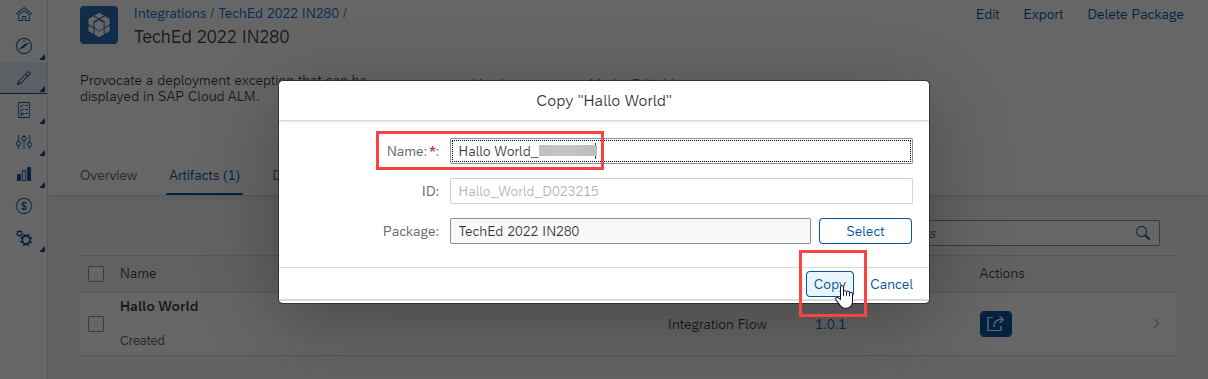 Integrations / TechEd 2022 IN280 /
Edit
Export
Delete Package
TechEd 2022 IN280
Provocate a deployment exception that can be
displayed in SAP Cloud ALM.
Copy "Hallo World"
Name:*:
Hallo World_
ID:
Hallo_World_D023215
Package:
TechEd 2022 IN280
Select
Copy
Cancel
Overview
Artifacts (1)
D
s
Name
Actions
Hallo World
Created
Integration Flow
1.0.1